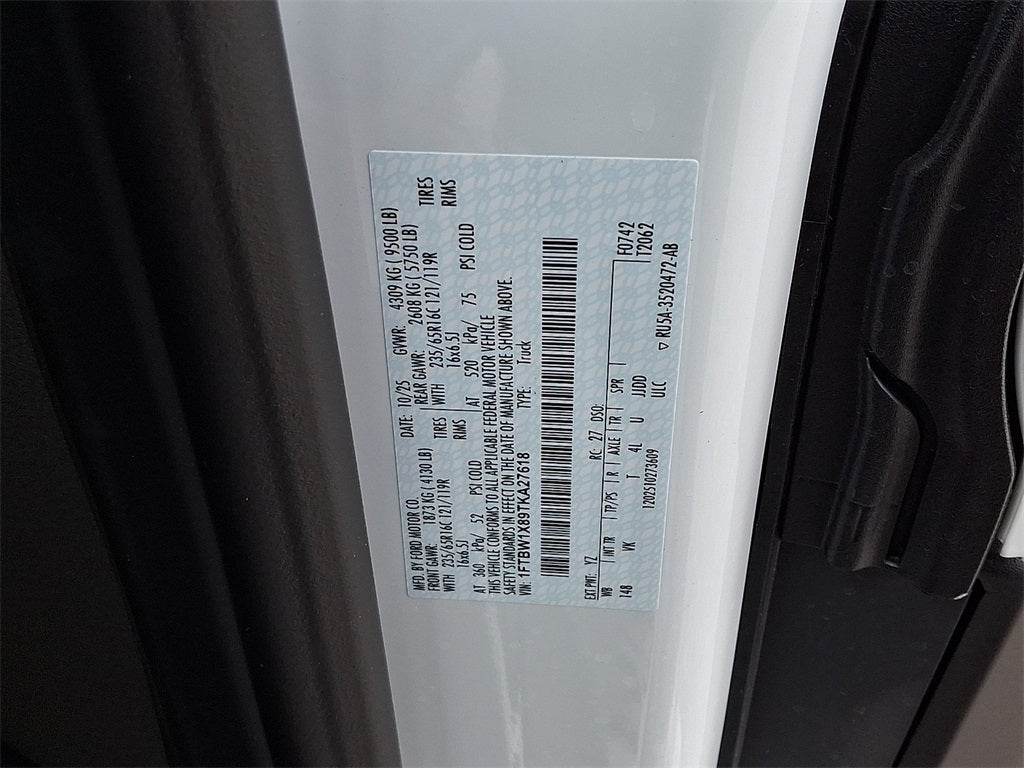 MFD. BY FORD MOTOR CO. DATE: 10/25 GVWR: 4309 KG ( 9500 LB)
FRONT GAWR: 1873 KG ( 4130 LB) REAR GAWR: 2608 KG ( 5750 LB)
WITH 235/65R16C 121/119R TIRES WITH 235/65R16C 121/119R TIRES
16x6.5J RIMS 16x6.5J RIMS
AT 360 kPa/ 52 PSI COLD AT 520 kPa/ 75 PSI COLD
THIS VEHICLE CONFORMS TO ALL APPLICABLE FEDERAL MOTOR VEHICLE
SAFETY STANDARDS IN EFFECT ON THE DATE OF MANUFACTURE SHOWN ABOVE.
VIN: 1FTBW1X89TKA27618 TYPE: Truck
EXT PNT: YZ RC: 27 DSO: F0742
WB INT TR TP/PS R AXLE TR SPR T2062
148 VK T 4L U JJDD
1202510273609 ULC
▽ RU5A-3520472-AB